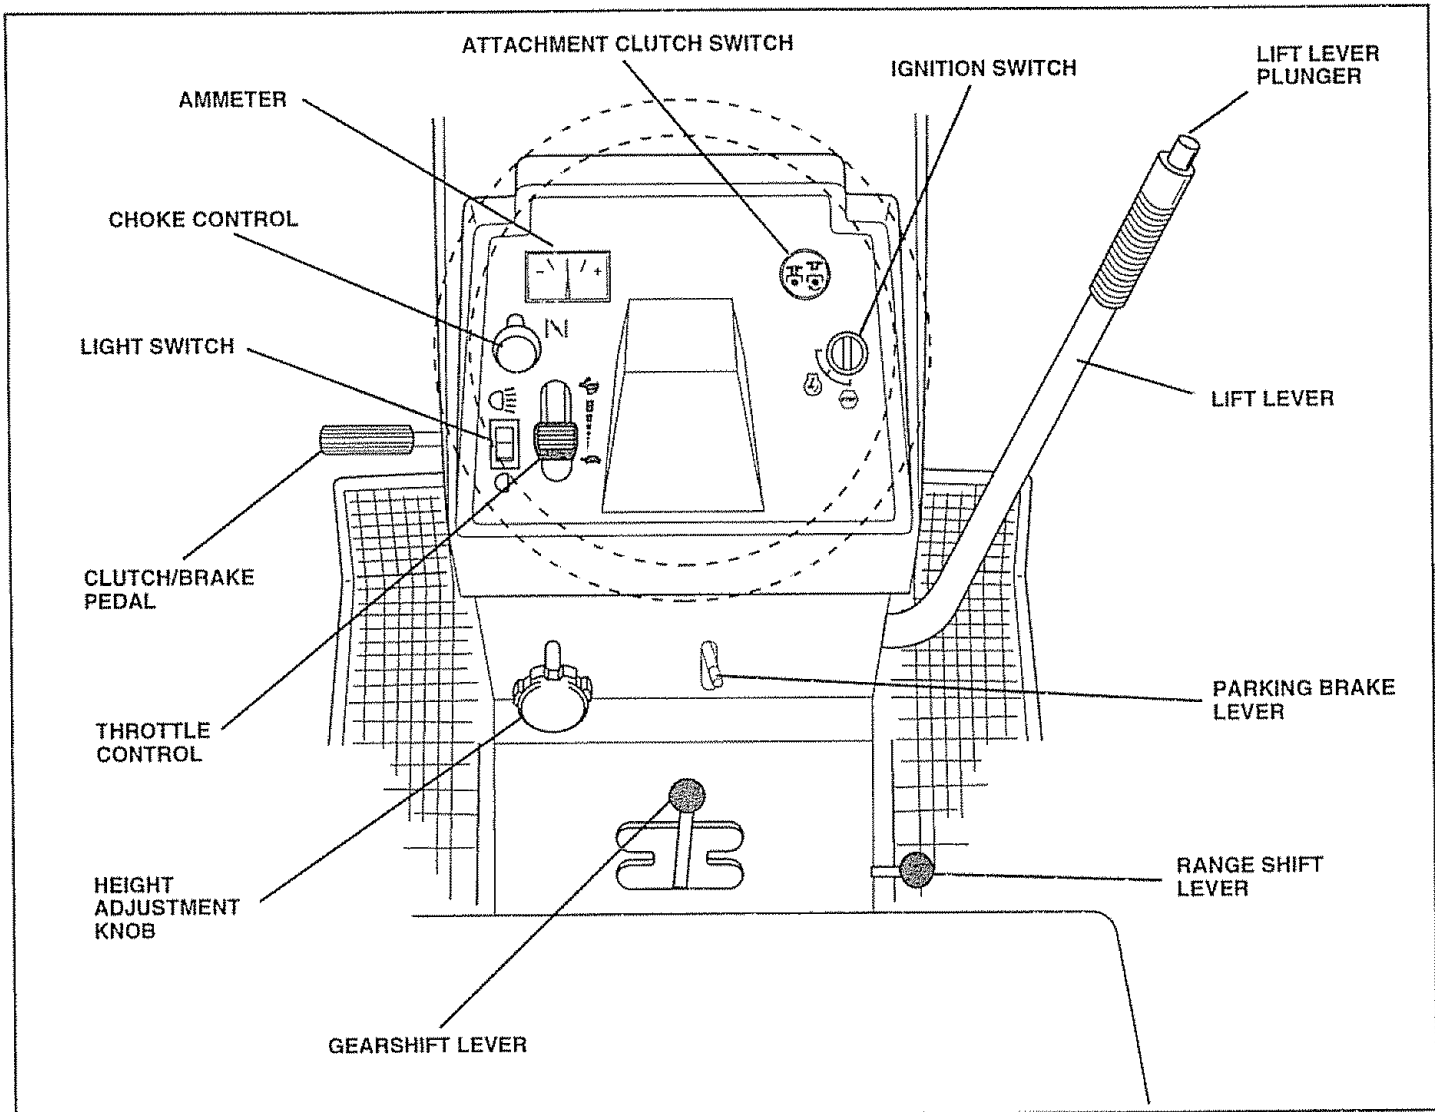 ATTACHMENT CLUTCH SWITCH
IGNITION SWITCH
LIFT LEVER
PLUNGER
AMMETER
CHOKE CONTROL
- +
LIGHT SWITCH
LIFT LEVER
CLUTCH/BRAKE
PEDAL
PARKING BRAKE
LEVER
THROTTLE
CONTROL
RANGE SHIFT
LEVER
HEIGHT
ADJUSTMENT
KNOB
GEARSHIFT LEVER